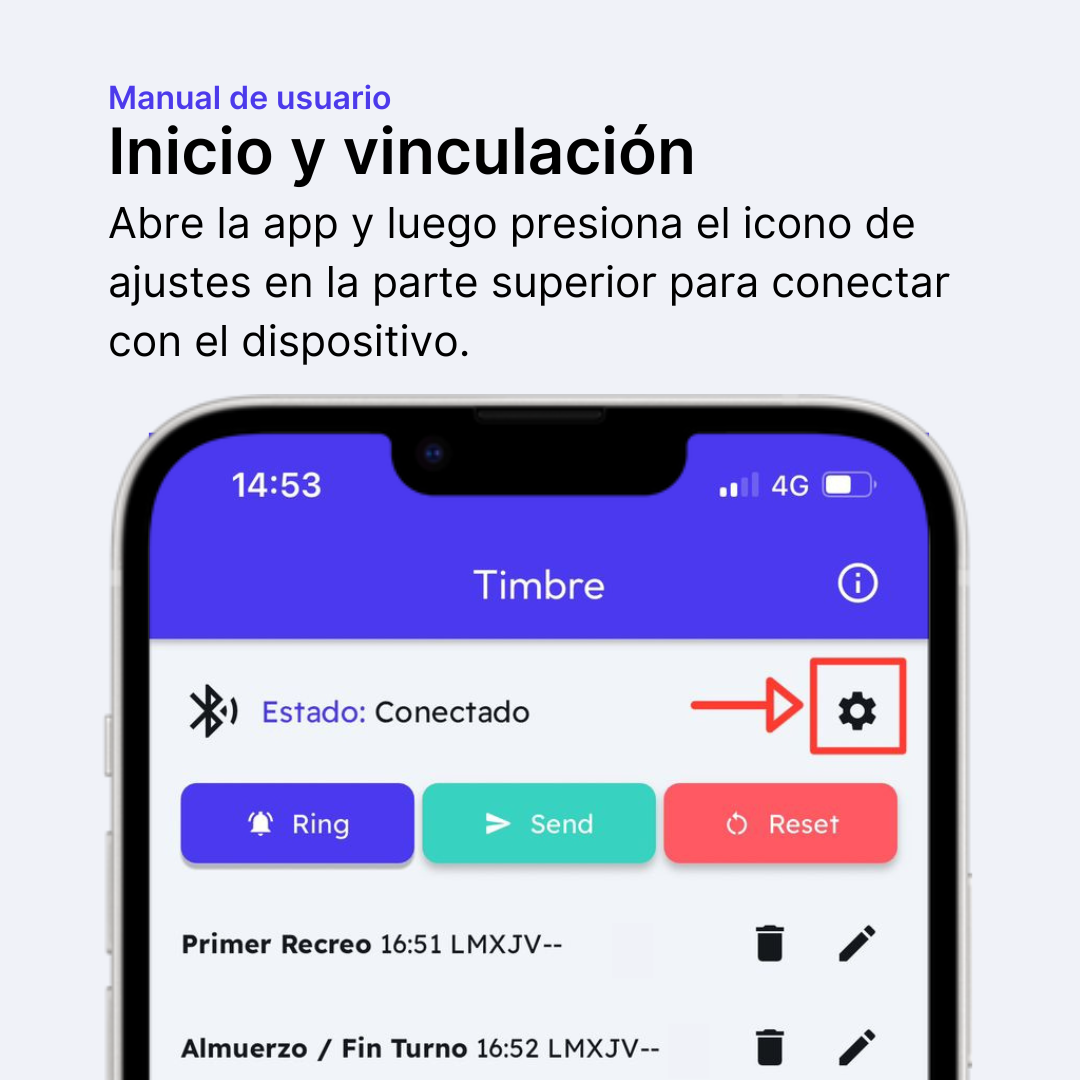 Manual de usuario
Inicio y vinculación
Abre la app y luego presiona el icono de
ajustes en la parte superior para conectar
con el dispositivo.
14:53
4G
Timbre
Estado: Conectado
Ring
Send
Reset
Primer Recreo 16:51 LMXJV--
Almuerzo / Fin Turno 16:52 LMXJV--